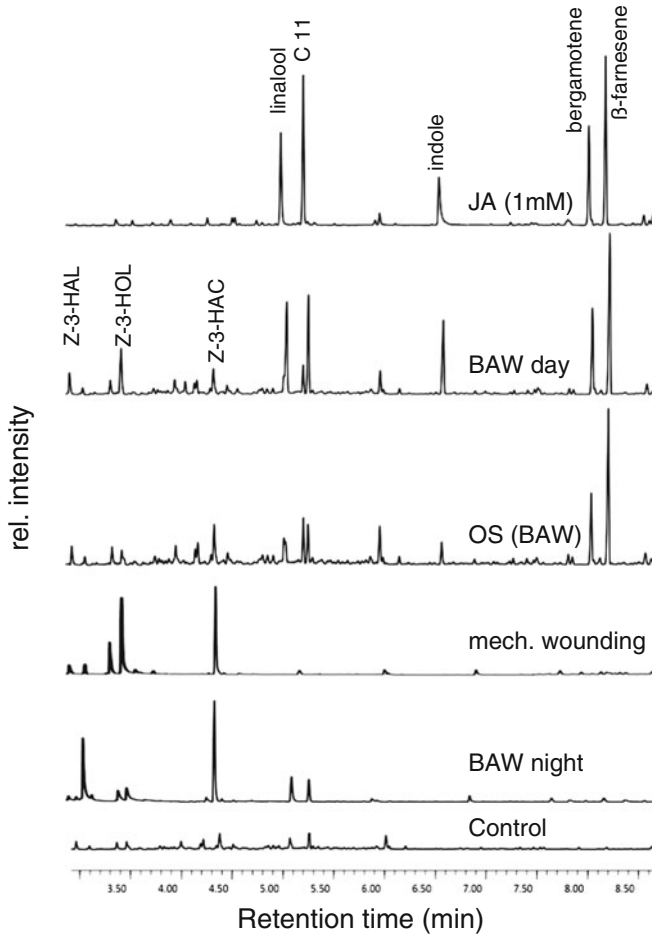 linalool
C 11
indole
bergamotene
ß-farnesene
JA (1mM)
Z-3-HAL
Z-3-HOL
Z-3-HAC
BAW day
OS (BAW)
mech. wounding
BAW night
Control
rel. intensity
3.50 4.00 4.50 5.00 5.50 6.00 6.50 7.00 7.50 8.00 8.50
Retention time (min)